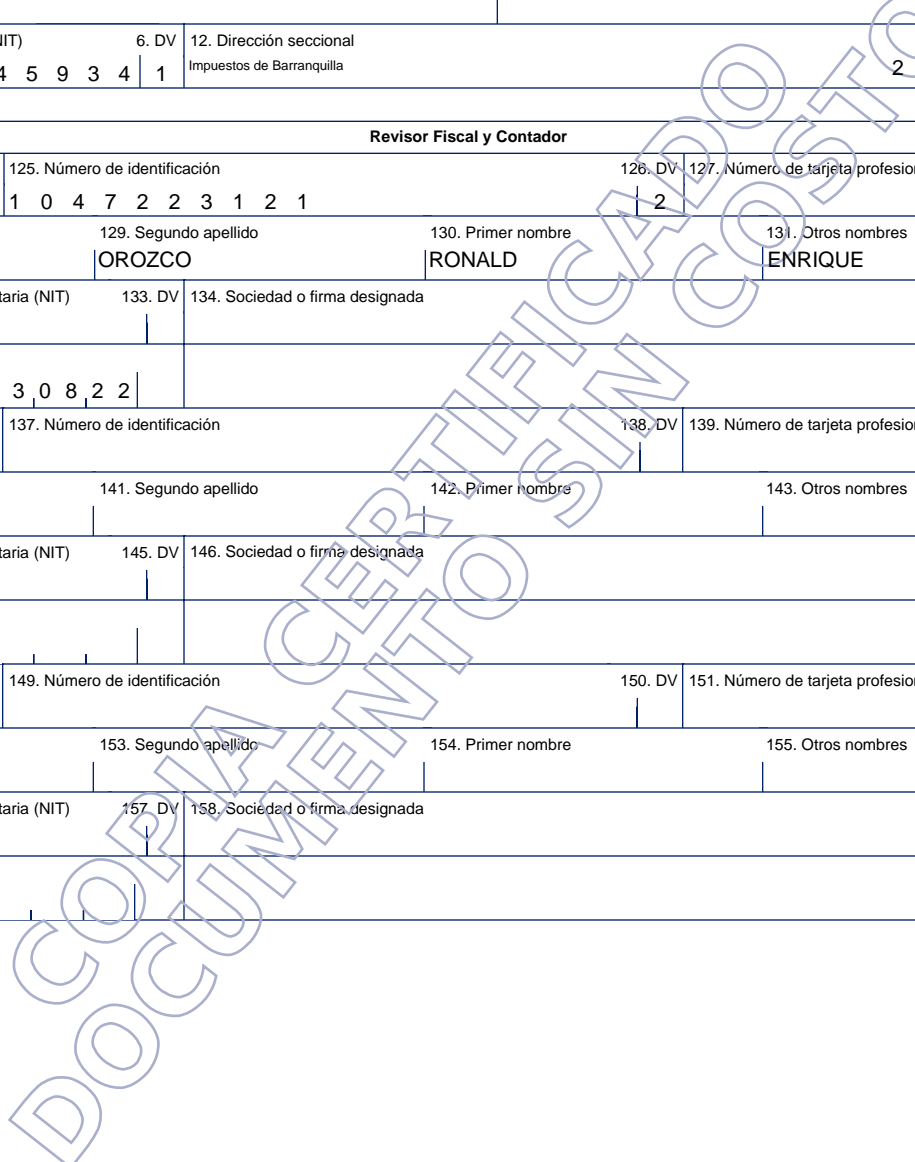 NIT) 6. DV 12. Dirección seccional
4 5 9 3 4 1 Impuestos de Barranquilla 2
Revisor Fiscal y Contador
125. Número de identificación 126. DV 127. Número de tarjeta profesion
1 0 4 7 2 2 3 1 2 1 2
129. Segundo apellido 130. Primer nombre 131. Otros nombres
OROZCO RONALD ENRIQUE
taria (NIT) 133. DV 134. Sociedad o firma designada
3 0 8 2 2
137. Número de identificación 138. DV 139. Número de tarjeta profesion
141. Segundo apellido 142. Primer nombre 143. Otros nombres
taria (NIT) 145. DV 146. Sociedad o firma designada
149. Número de identificación 150. DV 151. Número de tarjeta profesion
153. Segundo apellido 154. Primer nombre 155. Otros nombres
taria (NIT) 157. DV 158. Sociedad o firma designada
COPIA CERTIFICADO
DOCUMENTO SIN COSTO